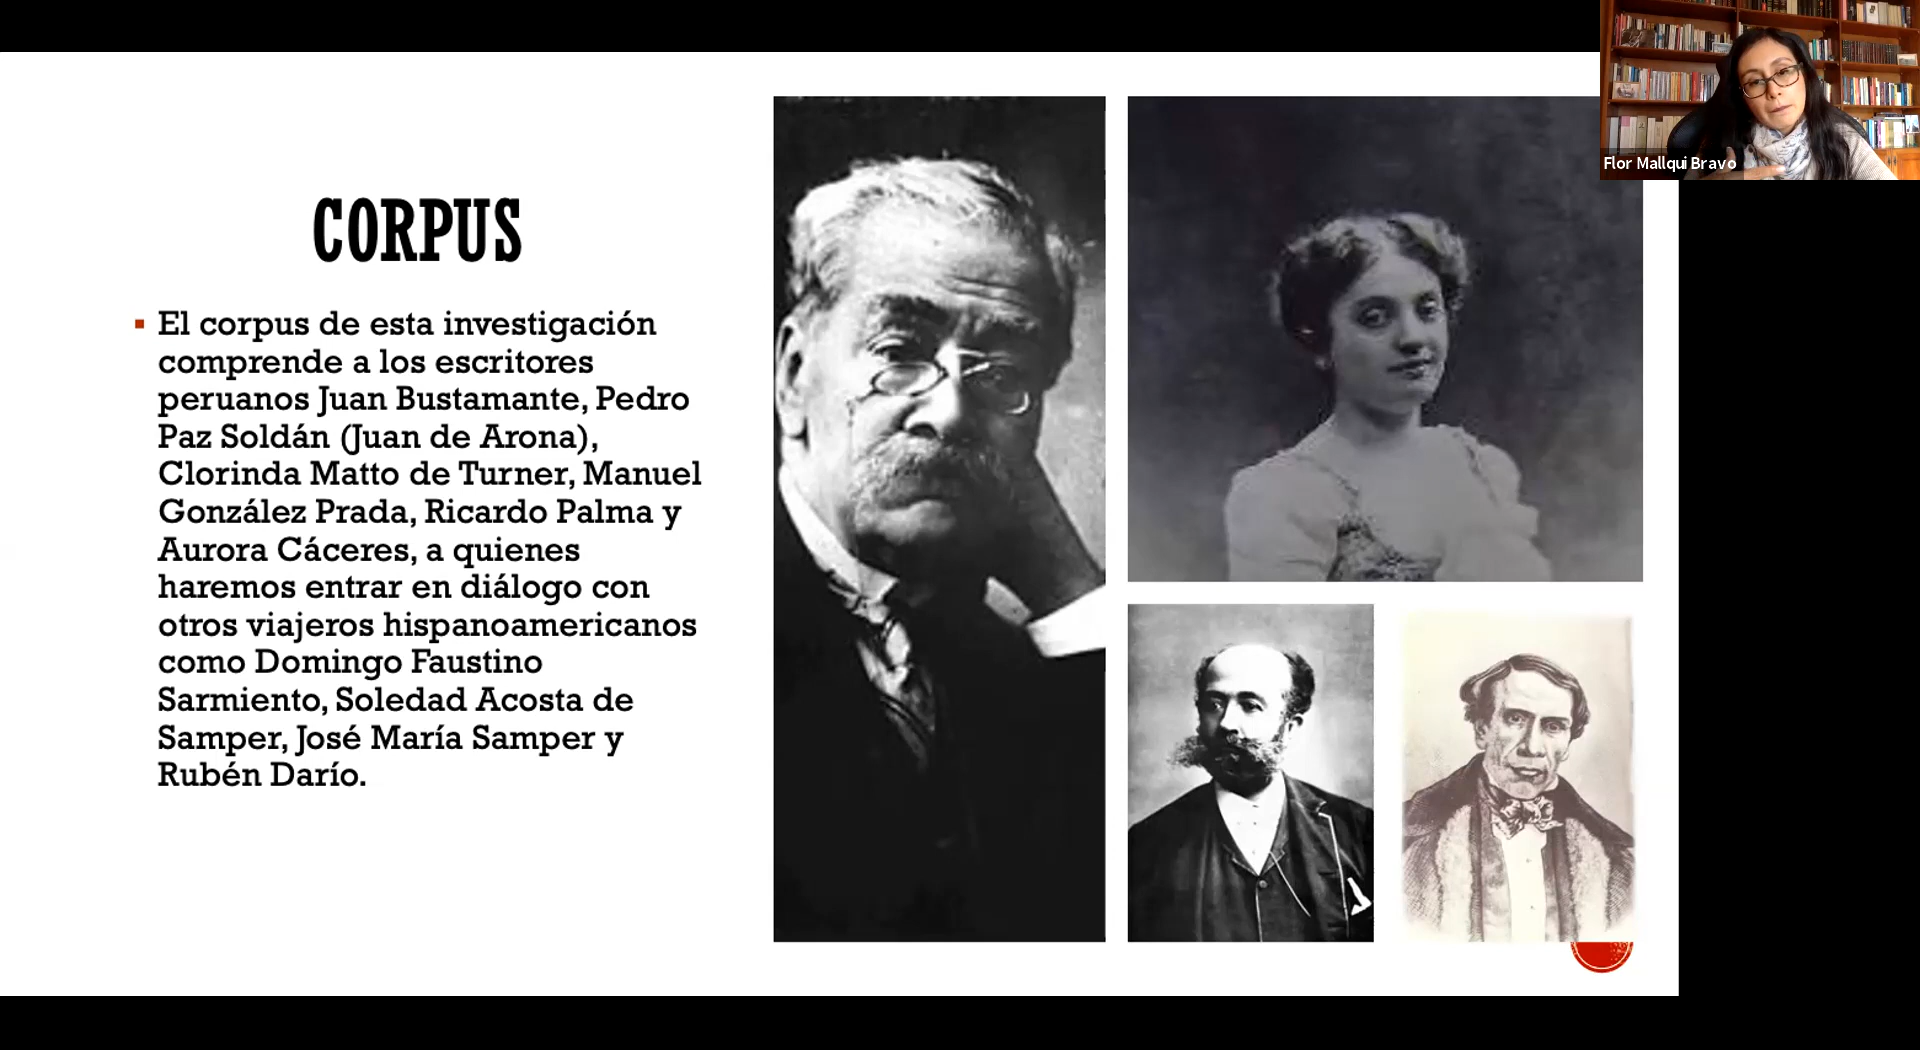 CORPUS
El corpus de esta investigación
comprende a los escritores
peruanos Juan Bustamante, Pedro
Paz Soldán (Juan de Arona),
Clorinda Matto de Turner, Manuel
González Prada, Ricardo Palma y
Aurora Cáceres, a quienes
haremos entrar en diálogo con
otros viajeros hispanoamericanos
como Domingo Faustino
Sarmiento, Soledad Acosta de
Samper, José María Samper y
Rubén Darío.
Flor Mallqui Bravo